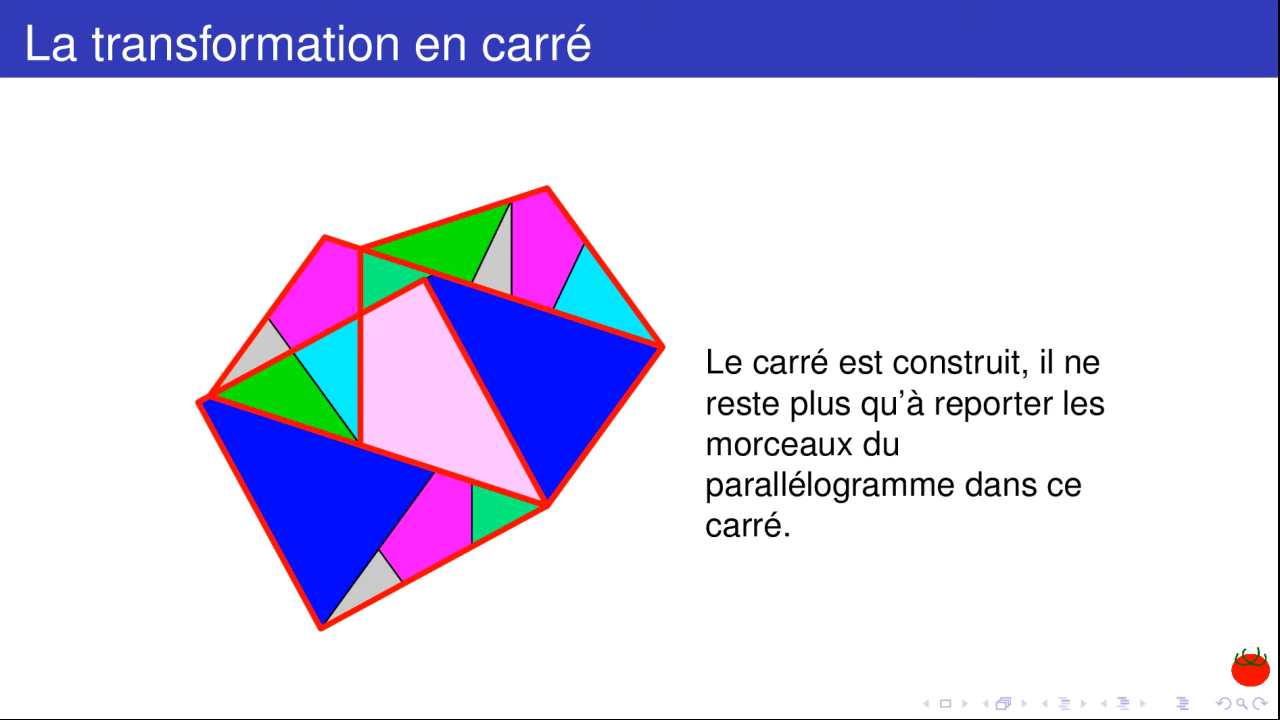 La transformation en carré
Le carré est construit, il ne
reste plus qu'à reporter les
morceaux du
parallélogramme dans ce
carré.